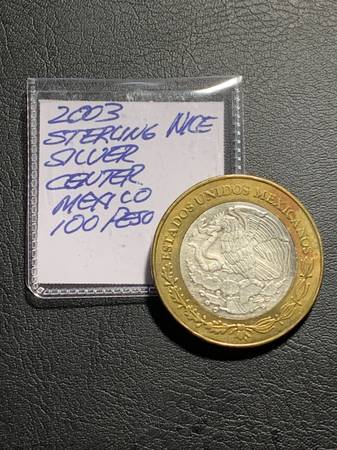 2003
STERLING NICE
SILVER
CENTER
MEXICO
100 PESO
ESTADOS UNIDOS MEXICANOS